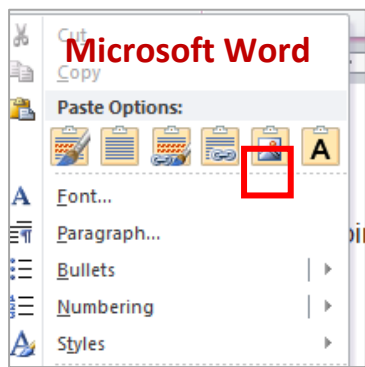 Cut
Microsoft Word
Copy
Paste Options:
A
Font...
Paragraph...
Bullets
Numbering
Styles